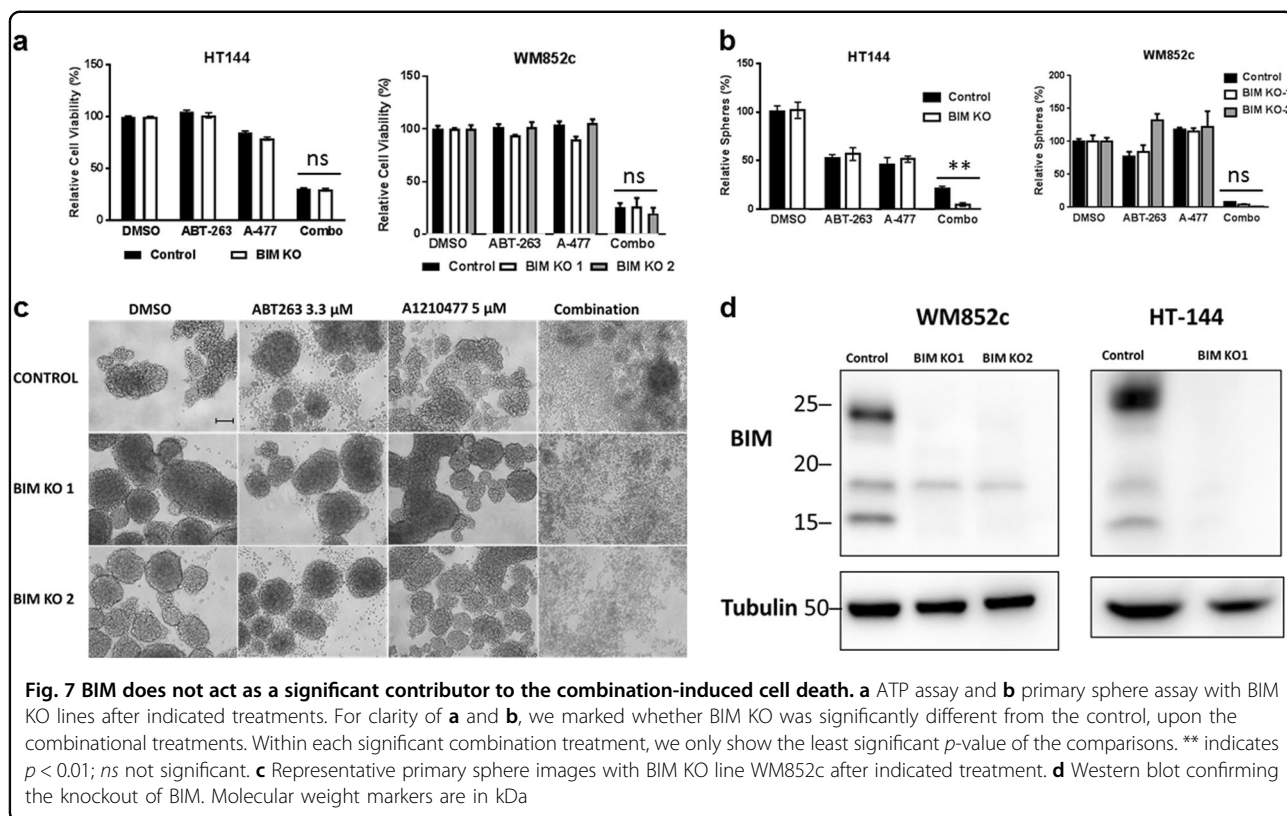 a
HT144
Relative Cell Viability (%)
150
100
50
0
DMSO ABT-263 A-477 Combo
ns
Control BIM KO
WM852c
Relative Cell Viability (%)
150
100
50
0
DMSO ABT-263 A-477 Combo
ns
Control BIM KO 1 BIM KO 2
b
HT144
Relative Spheres (%)
150
100
50
0
DMSO ABT-263 A-477 Combo
**
Control
BIM KO
WM852c
Relative Spheres (%)
200
150
100
50
0
DMSO ABT-263 A-477 Combo
ns
Control
BIM KO-1
BIM KO-2
c
DMSO ABT263 3.3 µM A1210477 5 µM Combination
CONTROL
BIM KO 1
BIM KO 2
d
WM852c HT-144
Control BIM KO1 BIM KO2 Control BIM KO1
BIM
25–
20–
15–
Tubulin 50–
Fig. 7 BIM does not act as a significant contributor to the combination-induced cell death. a ATP assay and b primary sphere assay with BIM
KO lines after indicated treatments. For clarity of a and b, we marked whether BIM KO was significantly different from the control, upon the
combinational treatments. Within each significant combination treatment, we only show the least significant p-value of the comparisons. ** indicates
p < 0.01; ns not significant. c Representative primary sphere images with BIM KO line WM852c after indicated treatment. d Western blot confirming
the knockout of BIM. Molecular weight markers are in kDa